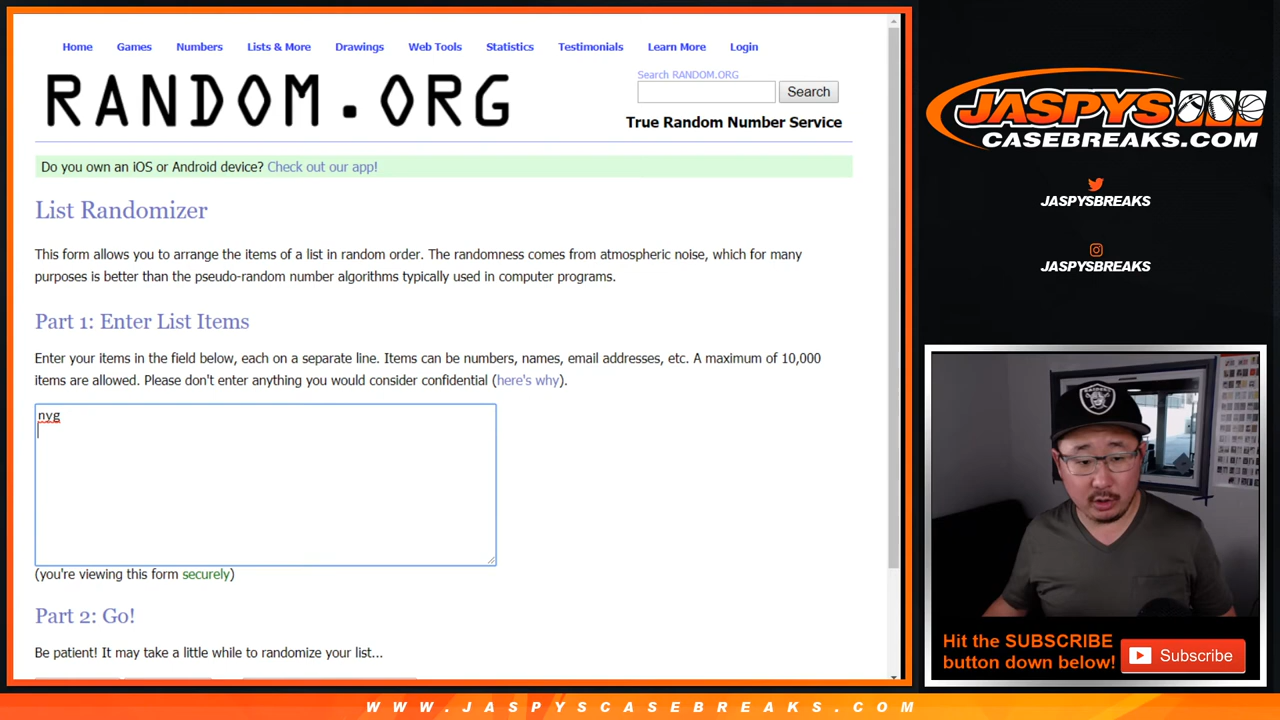 Home Games Numbers Lists & More Drawings Web Tools Statistics Testimonials Learn More Login
RANDOM.ORG
Search RANDOM.ORG
Search
True Random Number Service
Do you own an iOS or Android device? Check out our app!
List Randomizer
This form allows you to arrange the items of a list in random order. The randomness comes from atmospheric noise, which for many
purposes is better than the pseudo-random number algorithms typically used in computer programs.
Part 1: Enter List Items
Enter your items in the field below, each on a separate line. Items can be numbers, names, email addresses, etc. A maximum of 10,000
items are allowed. Please don't enter anything you would consider confidential (here's why).
nyg
(you're viewing this form securely)
Part 2: Go!
Be patient! It may take a little while to randomize your list...
JASPYS
CASEBREAKS.COM
JASPYSBREAKS
JASPYSBREAKS
RAIDERS
Hit the SUBSCRIBE
button down below!
Subscribe
WWW.JASPYSCASEBREAKS.COM